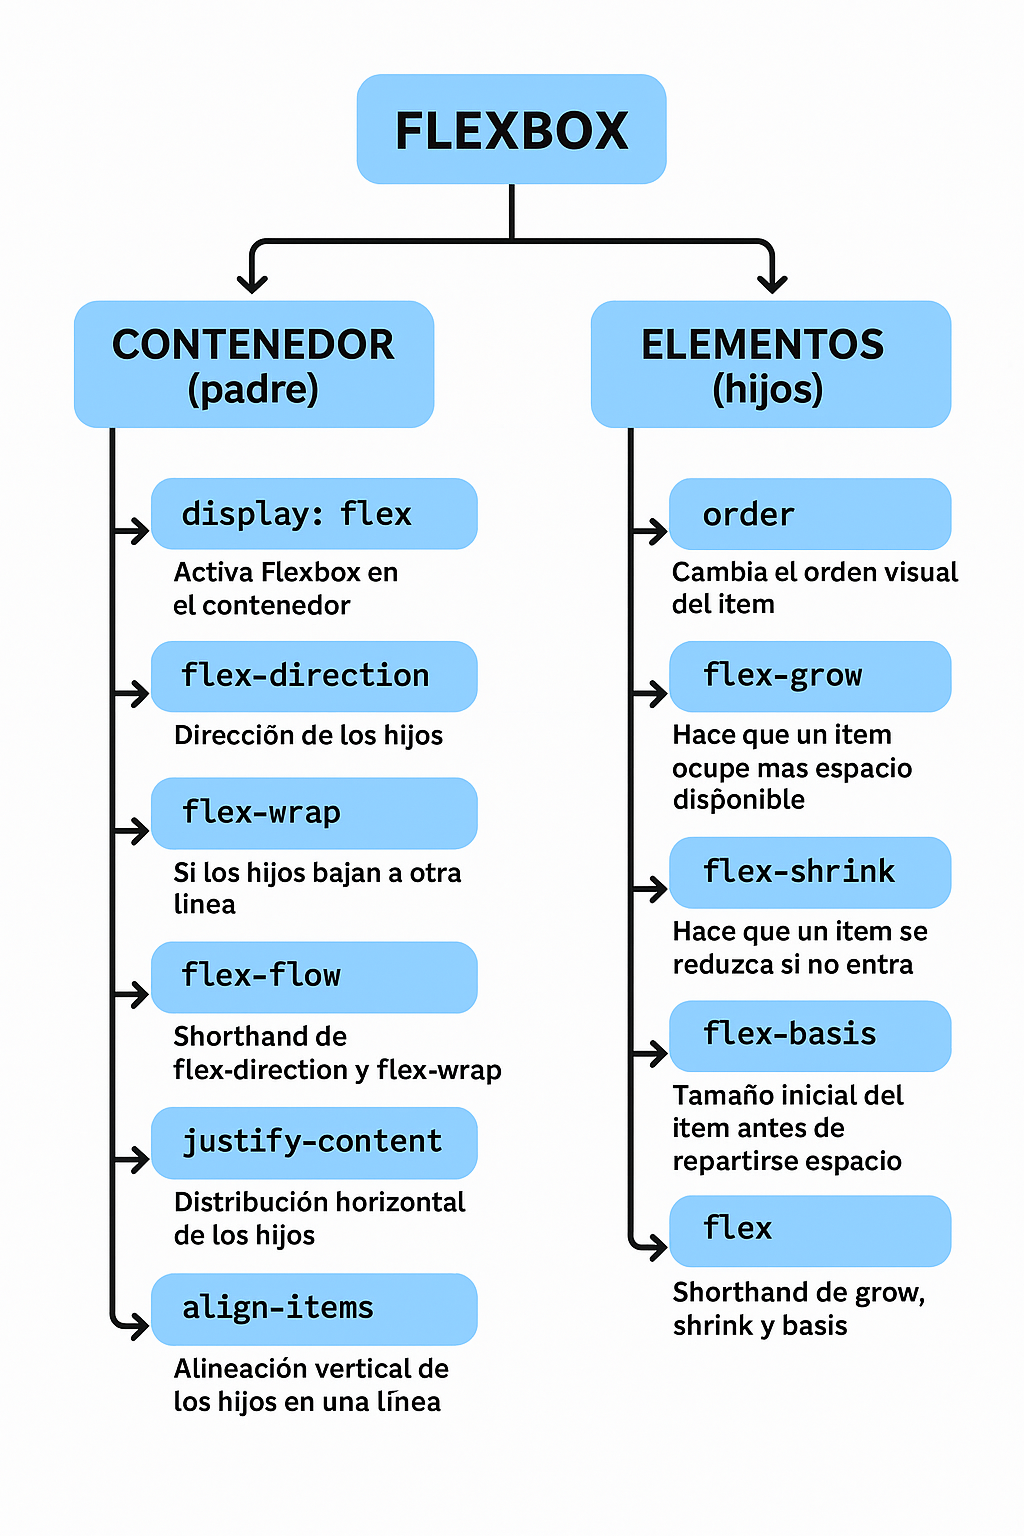 FLEXBOX
CONTENEDOR
(padre)
display: flex
Activa Flexbox en
el contenedor
flex-direction
Direcciõn de los hijos
flex-wrap
Si los hijos bajan a otra
linea
flex-flow
Shorthand de
flex-direction y flex-wrap
justify-content
Distribución horizontal
de los hijos
align-items
Alineación vertical de
los hijos en una línea
ELEMENTOS
(hijos)
order
Cambia el orden visual
del item
flex-grow
Hace que un item
ocupe mas espacio
disponible
flex-shrink
Hace que un item se
reduzca si no entra
flex-basis
Tamaño inicial del
item antes de
repartirse espacio
flex
Shorthand de grow,
shrink y basis